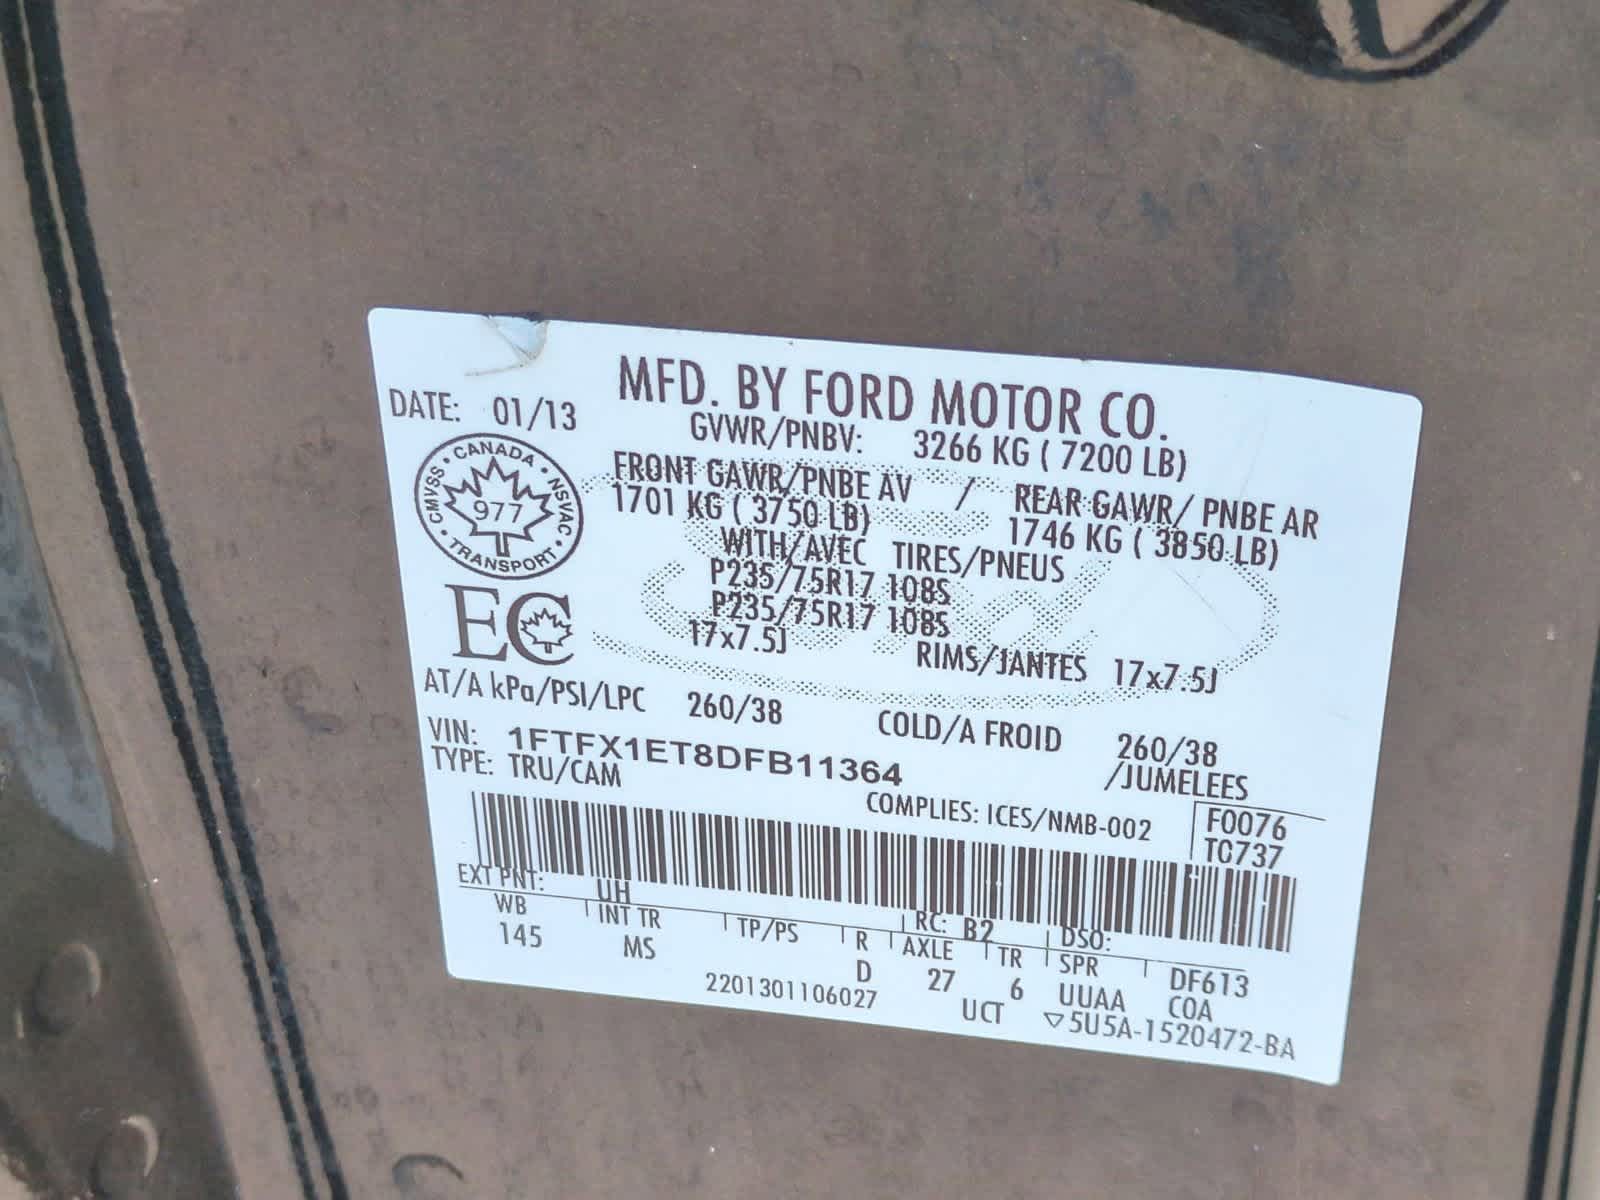 MFD. BY FORD MOTOR CO.
DATE: 01/13
GVWR/PNBV: 3266 KG ( 7200 LB)
FRONT GAWR/PNBE AV / REAR GAWR/ PNBE AR
1701 KG ( 3750 LB) 1746 KG ( 3850 LB)
WITH/AVEC TIRES/PNEUS
P235/75R17 108S
P235/75R17 108S
17x7.5J RIMS/JANTES 17x7.5J
CANADA
CMVSS NSVAC
977
TRANSPORT
EC
AT/A kPa/PSI/LPC 260/38 COLD/A FROID 260/38
VIN: 1FTFX1ET8DFB11364 /JUMELEES
TYPE: TRU/CAM
COMPLIES: ICES/NMB-002 F0076
TC737
EXT PNT: UH RC: B2 DSO:
WB INT TR TP/PS R AXLE TR SPR DF613
145 MS D 27 6 UUAA COA
2201301106027 UCT ▽5U5A-1520472-BA